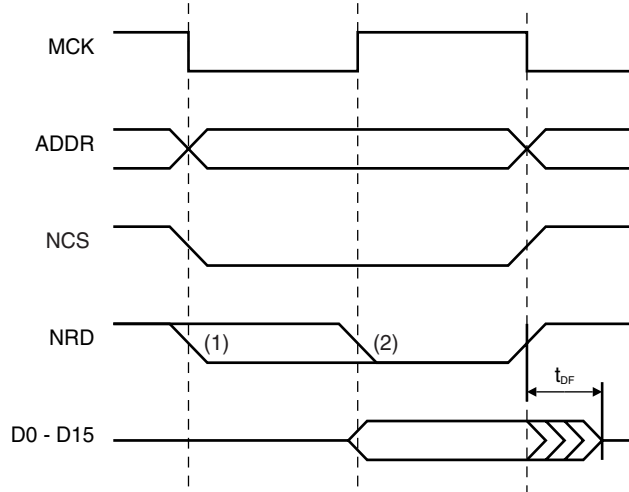 MCK
ADDR
NCS
NRD
(1)
(2)
tDF
D0 - D15